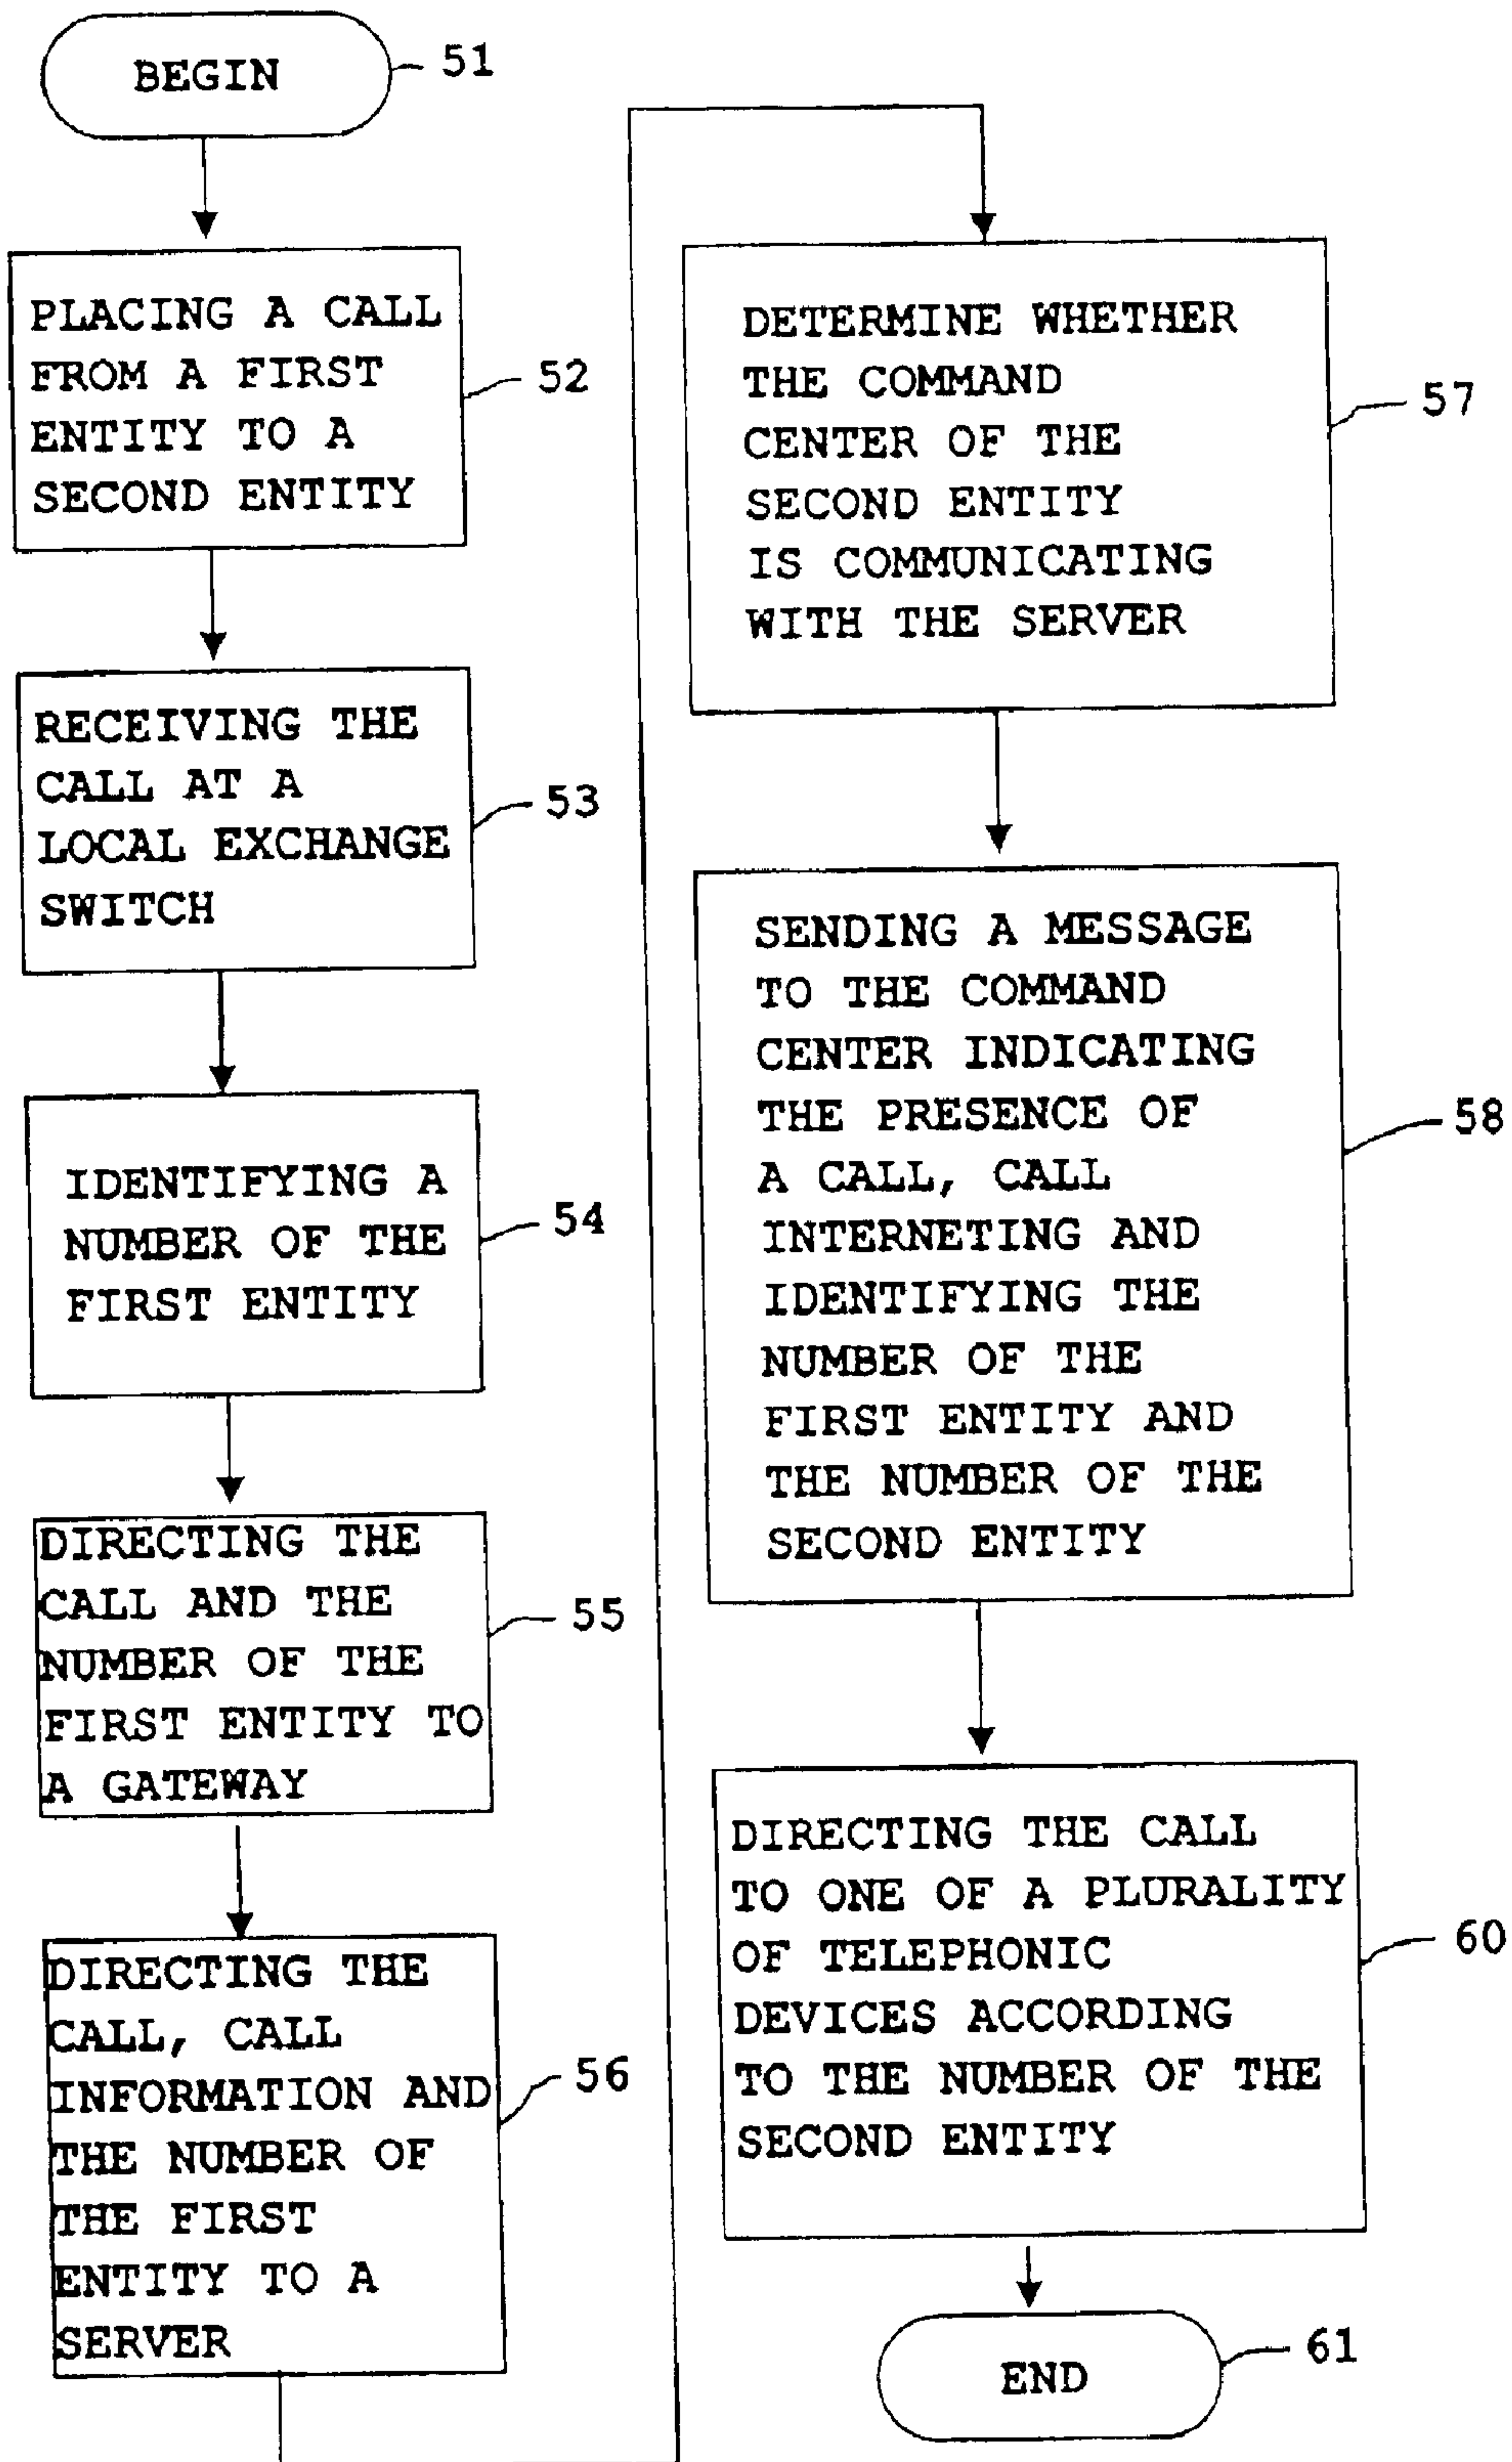 BEGIN
51
PLACING A CALL
FROM A FIRST
ENTITY TO A
SECOND ENTITY
52
RECEIVING THE
CALL AT A
LOCAL EXCHANGE
SWITCH
53
IDENTIFYING A
NUMBER OF THE
FIRST ENTITY
54
DIRECTING THE
CALL AND THE
NUMBER OF THE
FIRST ENTITY TO
A GATEWAY
55
DIRECTING THE
CALL, CALL
INFORMATION AND
THE NUMBER OF
THE FIRST
ENTITY TO A
SERVER
56
DETERMINE WHETHER
THE COMMAND
CENTER OF THE
SECOND ENTITY
IS COMMUNICATING
WITH THE SERVER
57
SENDING A MESSAGE
TO THE COMMAND
CENTER INDICATING
THE PRESENCE OF
A CALL, CALL
INTERNETING AND
IDENTIFYING THE
NUMBER OF THE
FIRST ENTITY AND
THE NUMBER OF THE
SECOND ENTITY
58
DIRECTING THE CALL
TO ONE OF A PLURALITY
OF TELEPHONIC
DEVICES ACCORDING
TO THE NUMBER OF THE
SECOND ENTITY
60
END
61